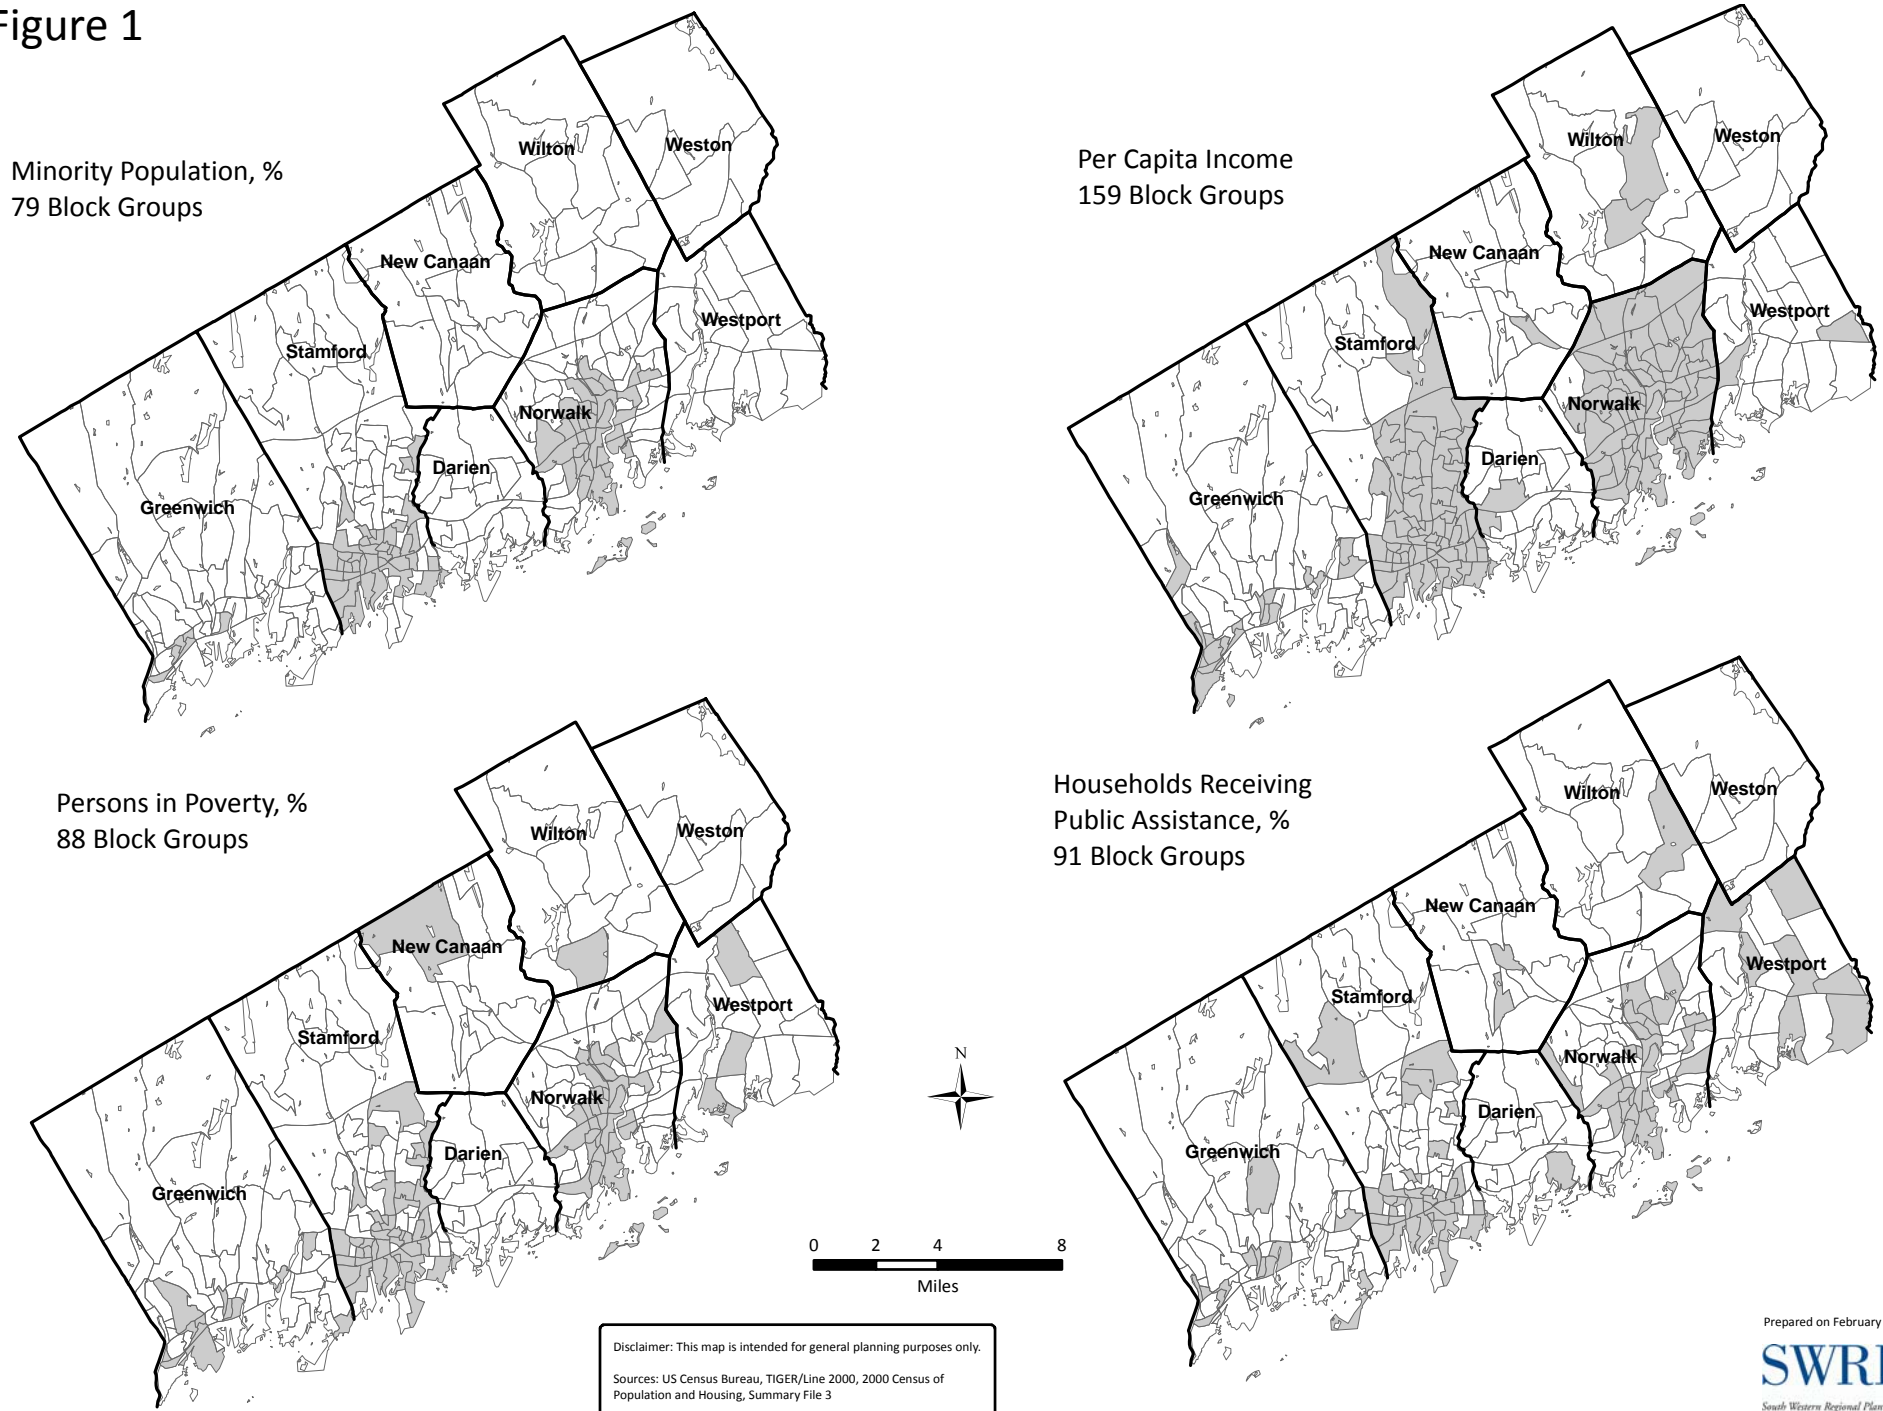 Figure 1
Minority Population, %
79 Block Groups
Wilton
Weston
New Canaan
Westport
Stamford
Norwalk
Darien
Greenwich
Per Capita Income
159 Block Groups
Wilton
Weston
New Canaan
Westport
Stamford
Norwalk
Darien
Greenwich
Persons in Poverty, %
88 Block Groups
Wilton
Weston
New Canaan
Westport
Stamford
Norwalk
Darien
Greenwich
Households Receiving
Public Assistance, %
91 Block Groups
Wilton
Weston
New Canaan
Westport
Stamford
Norwalk
Darien
Greenwich
N
0 2 4 8
Miles
Disclaimer: This map is intended for general planning purposes only.
Sources: US Census Bureau, TIGER/Line 2000, 2000 Census of
Population and Housing, Summary File 3
Prepared on February
SWR
South Western Regional